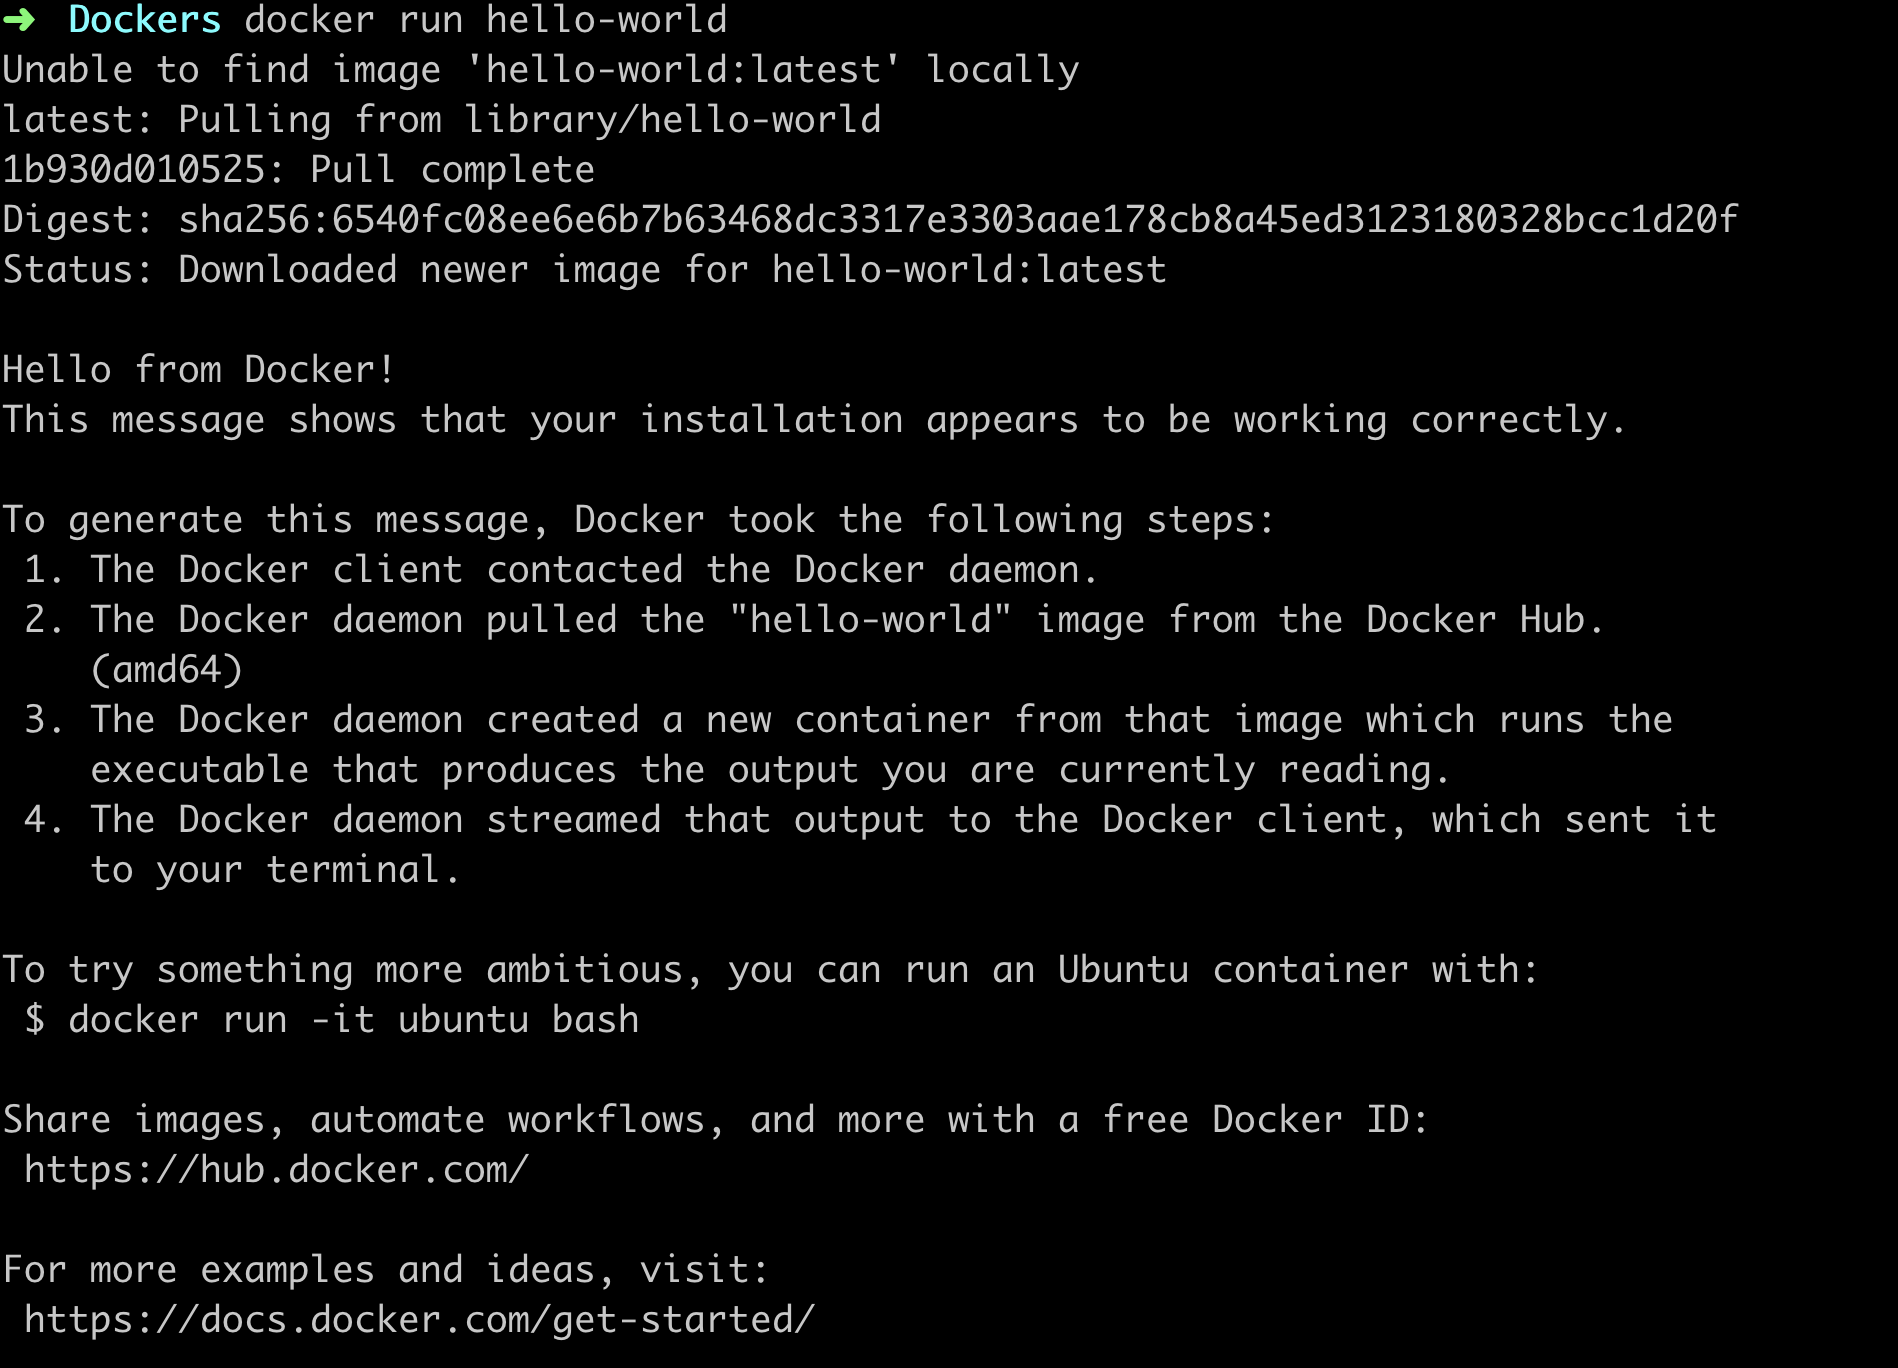 ➜  Dockers docker run hello-world
Unable to find image 'hello-world:latest' locally
latest: Pulling from library/hello-world
1b930d010525: Pull complete
Digest: sha256:6540fc08ee6e6b7b63468dc3317e3303aae178cb8a45ed3123180328bcc1d20f
Status: Downloaded newer image for hello-world:latest

Hello from Docker!
This message shows that your installation appears to be working correctly.

To generate this message, Docker took the following steps:
 1. The Docker client contacted the Docker daemon.
 2. The Docker daemon pulled the "hello-world" image from the Docker Hub.
    (amd64)
 3. The Docker daemon created a new container from that image which runs the
    executable that produces the output you are currently reading.
 4. The Docker daemon streamed that output to the Docker client, which sent it
    to your terminal.

To try something more ambitious, you can run an Ubuntu container with:
 $ docker run -it ubuntu bash

Share images, automate workflows, and more with a free Docker ID:
 https://hub.docker.com/

For more examples and ideas, visit:
 https://docs.docker.com/get-started/